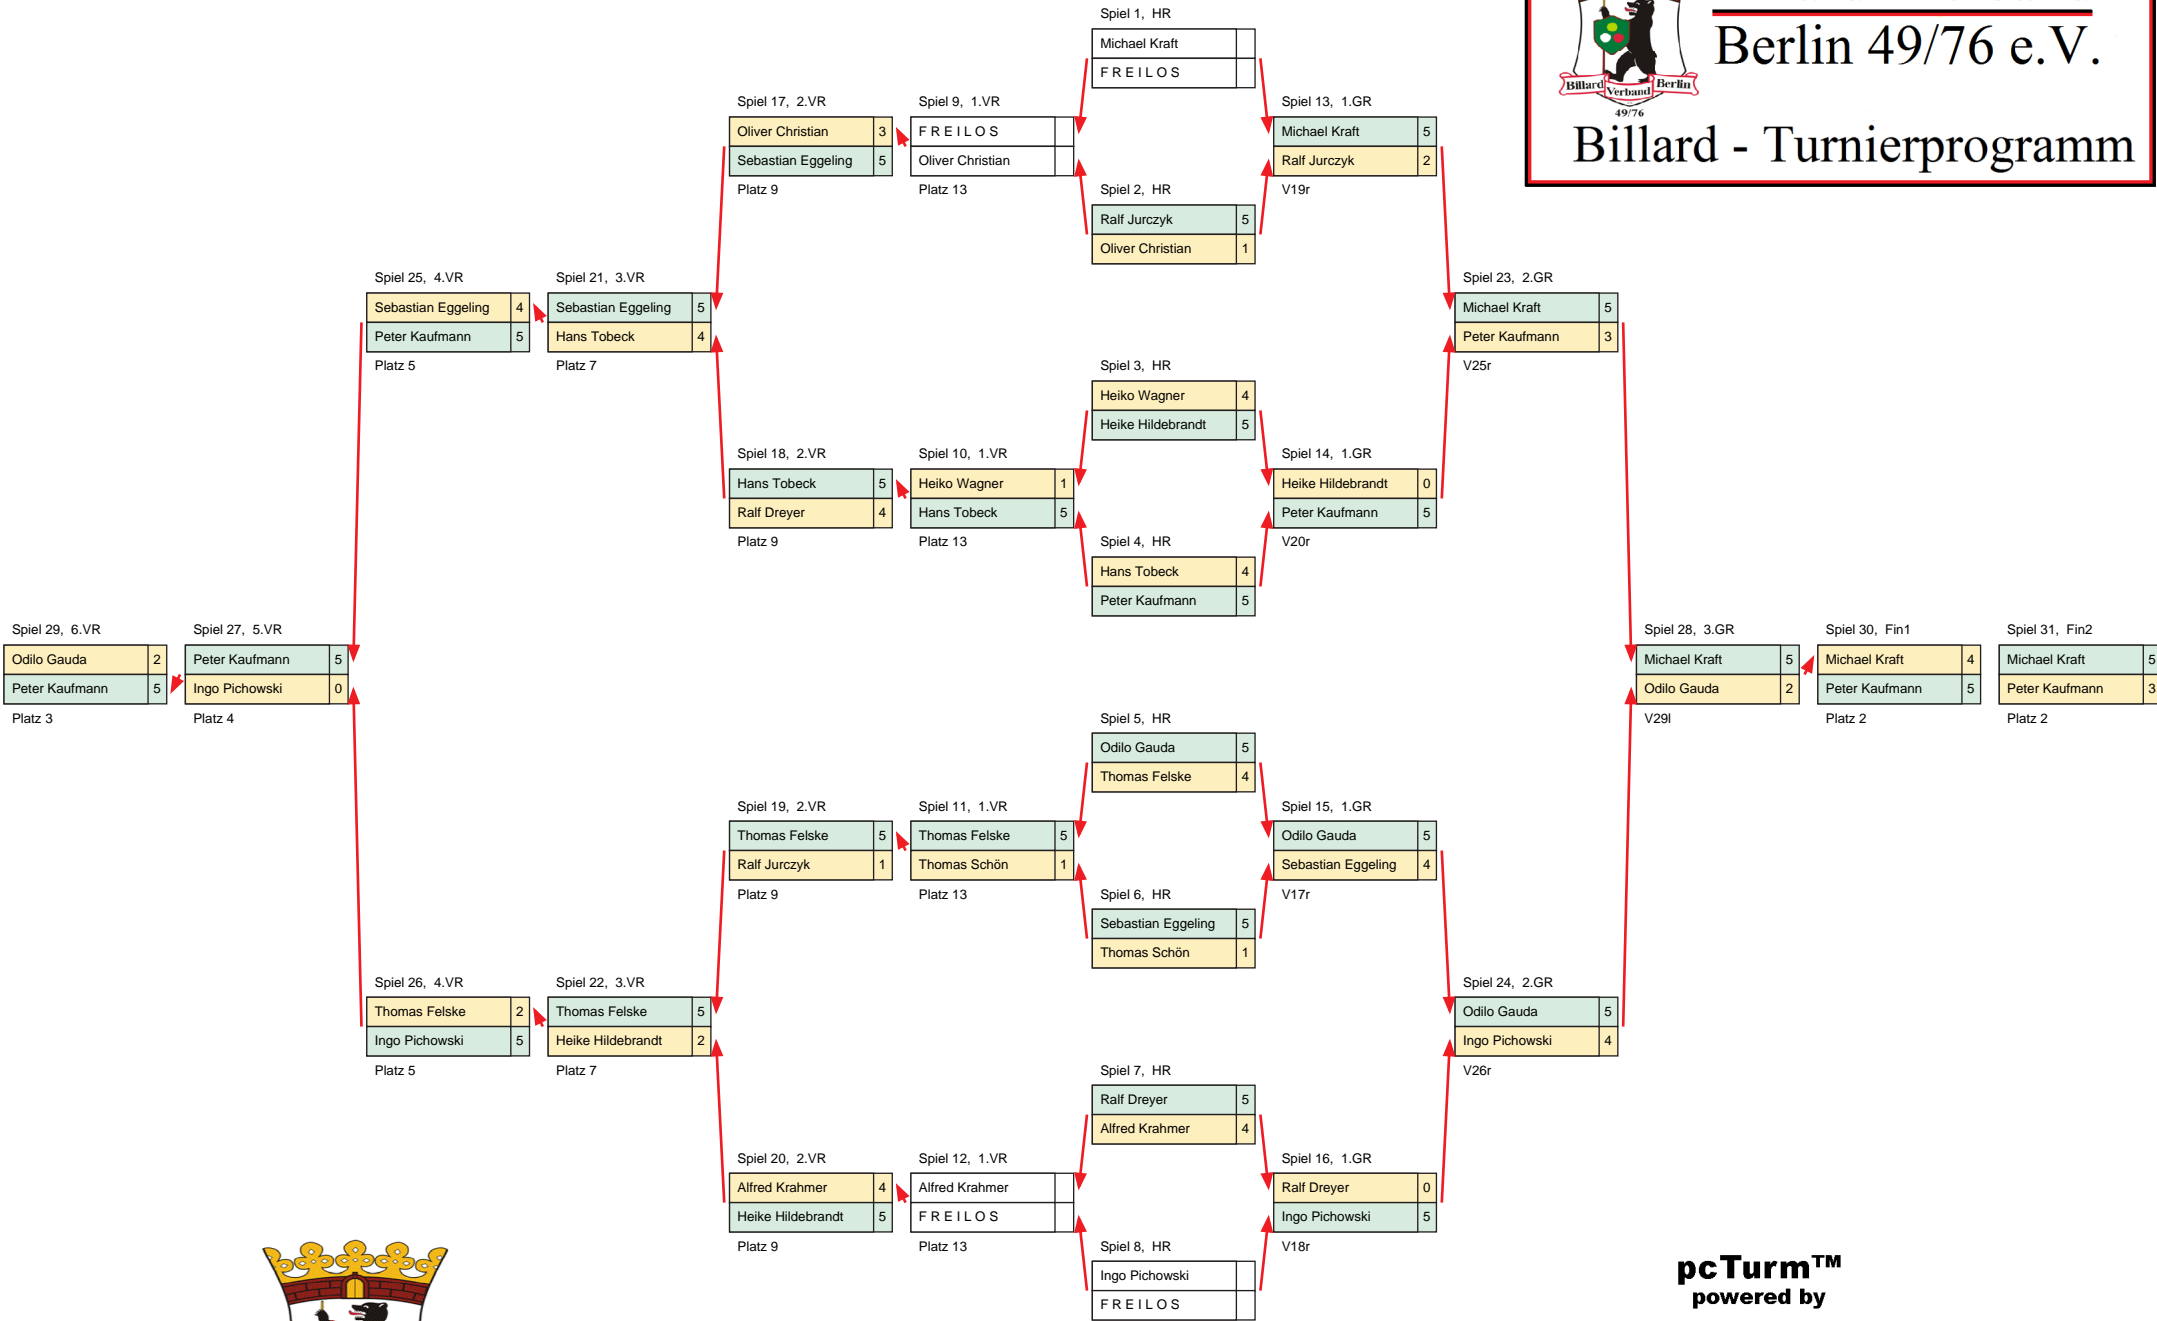 Spiel 1, HR
Michael Kraft
FREILOS
Berlin 49/76 e.V.
Billard Verband Berlin
49/76
Billard - Turnierprogramm
Spiel 17, 2.VR
Oliver Christian 3
Sebastian Eggeling 5
Platz 9
Spiel 9, 1.VR
FREILOS
Oliver Christian
Platz 13
Spiel 13, 1.GR
Michael Kraft 5
Ralf Jurczyk 2
V19r
Spiel 2, HR
Ralf Jurczyk 5
Oliver Christian 1
Spiel 25, 4.VR
Sebastian Eggeling 4
Peter Kaufmann 5
Platz 5
Spiel 21, 3.VR
Sebastian Eggeling 5
Hans Tobeck 4
Platz 7
Spiel 23, 2.GR
Michael Kraft 5
Peter Kaufmann 3
V25r
Spiel 3, HR
Heiko Wagner 4
Heike Hildebrandt 5
Spiel 18, 2.VR
Hans Tobeck 5
Ralf Dreyer 4
Platz 9
Spiel 10, 1.VR
Heiko Wagner 1
Hans Tobeck 5
Platz 13
Spiel 14, 1.GR
Heike Hildebrandt 0
Peter Kaufmann 5
V20r
Spiel 4, HR
Hans Tobeck 4
Peter Kaufmann 5
Spiel 29, 6.VR
Odilo Gauda 2
Peter Kaufmann 5
Platz 3
Spiel 27, 5.VR
Peter Kaufmann 5
Ingo Pichowski 0
Platz 4
Spiel 28, 3.GR
Michael Kraft 5
Odilo Gauda 2
V29l
Spiel 30, Fin1
Michael Kraft 4
Peter Kaufmann 5
Platz 2
Spiel 31, Fin2
Michael Kraft 5
Peter Kaufmann 3
Platz 2
Spiel 5, HR
Odilo Gauda 5
Thomas Felske 4
Spiel 19, 2.VR
Thomas Felske 5
Ralf Jurczyk 1
Platz 9
Spiel 11, 1.VR
Thomas Felske 5
Thomas Schön 1
Platz 13
Spiel 15, 1.GR
Odilo Gauda 5
Sebastian Eggeling 4
V17r
Spiel 6, HR
Sebastian Eggeling 5
Thomas Schön 1
Spiel 26, 4.VR
Thomas Felske 2
Ingo Pichowski 5
Platz 5
Spiel 22, 3.VR
Thomas Felske 5
Heike Hildebrandt 2
Platz 7
Spiel 24, 2.GR
Odilo Gauda 5
Ingo Pichowski 4
V26r
Spiel 7, HR
Ralf Dreyer 5
Alfred Krahmer 4
Spiel 20, 2.VR
Alfred Krahmer 4
Heike Hildebrandt 5
Platz 9
Spiel 12, 1.VR
Alfred Krahmer
FREILOS
Platz 13
Spiel 16, 1.GR
Ralf Dreyer 0
Ingo Pichowski 5
V18r
Spiel 8, HR
Ingo Pichowski
FREILOS
pcTurm™
powered by